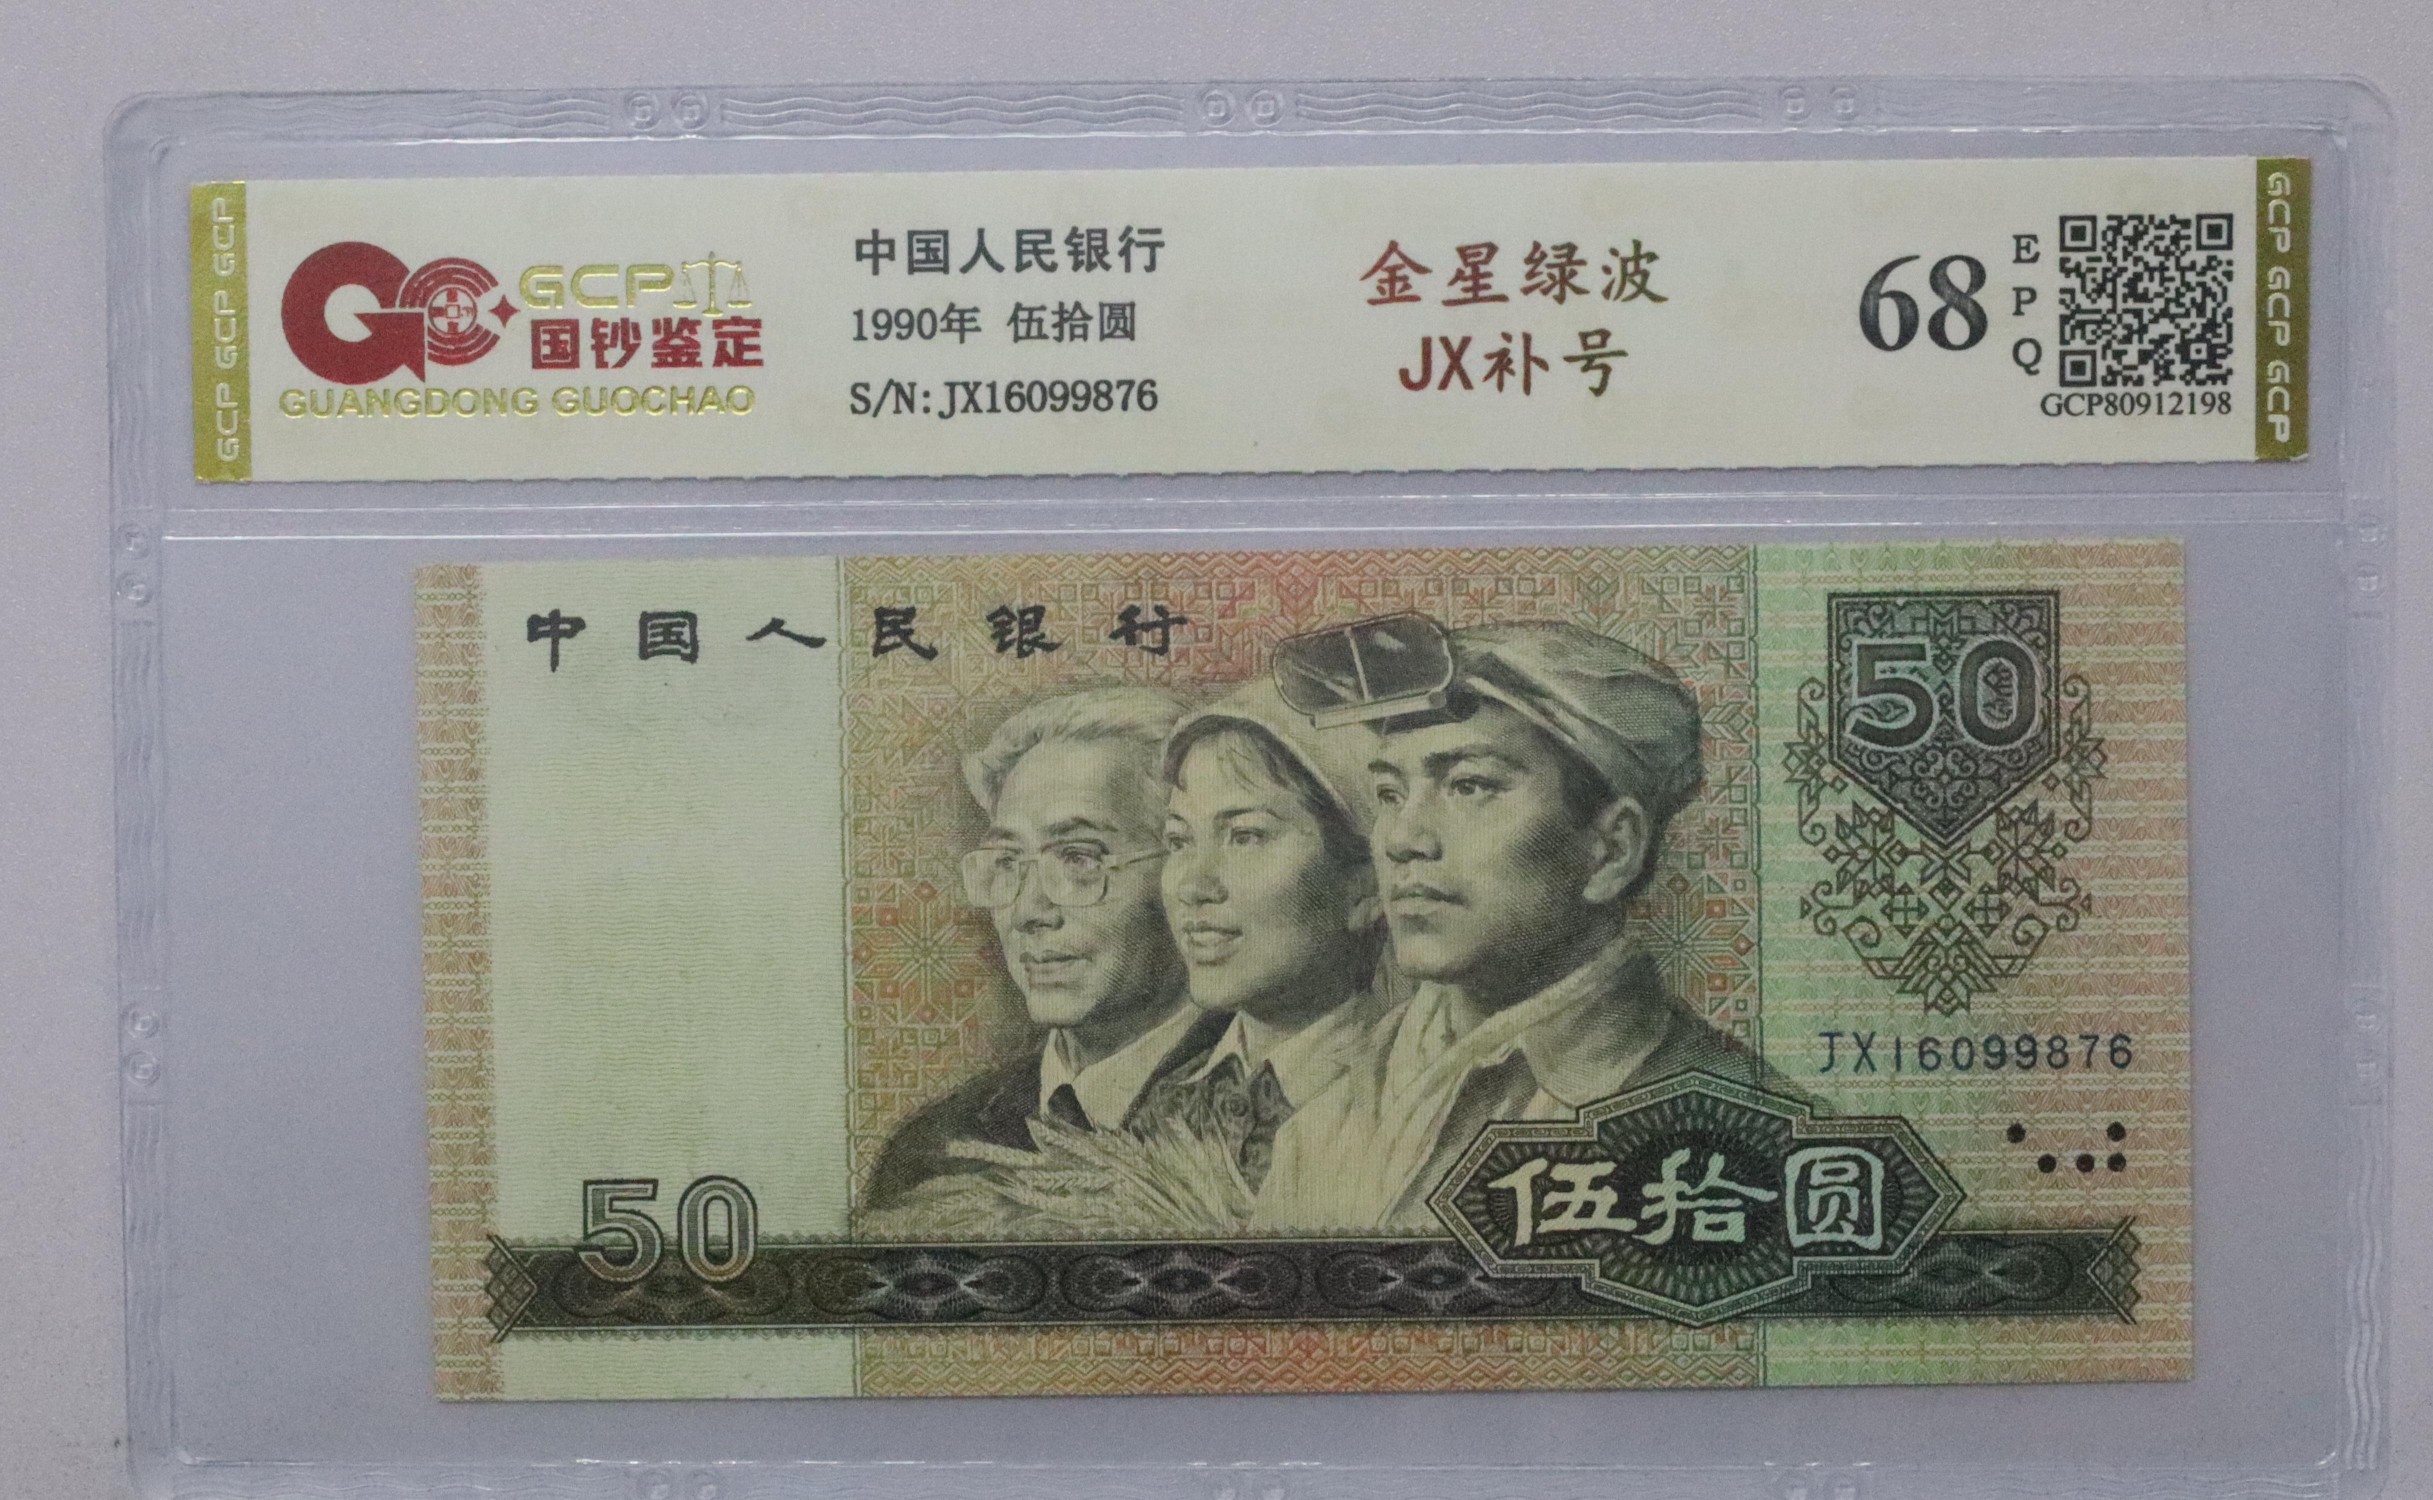 GCP GCP GCP
GCP
国钞鉴定
GUANGDONG GUOCHAO
中国人民银行
1990年 伍拾圆
S/N:JX16099876
金星绿波
JX补号
68
EPQ
GCP80912198
GCP GCP GCP
中国人民银行
50
JX16099876
50
伍拾圆